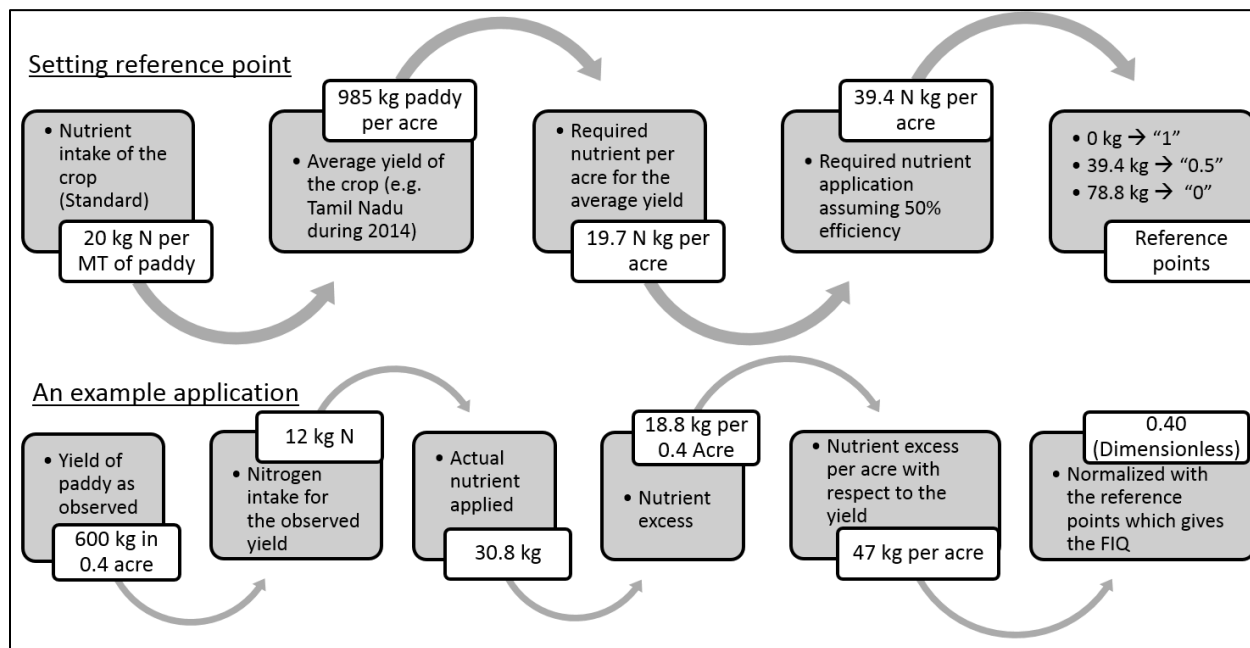 Setting reference point
• Nutrient
intake of the
crop
(Standard)
20 kg N per
MT of paddy
985 kg paddy
per acre
• Average yield of
the crop (e.g.
Tamil Nadu
during 2014)
• Required
nutrient per
acre for the
average yield
19.7 N kg per
acre
39.4 N kg per
acre
• Required nutrient
application
assuming 50%
efficiency
• 0 kg → “1”
• 39.4 kg → “0.5”
• 78.8 kg → “0”
Reference
points
An example application
• Yield of
paddy as
observed
600 kg in
0.4 acre
12 kg N
• Nitrogen
intake for
the observed
yield
• Actual
nutrient
applied
30.8 kg
18.8 kg per
0.4 Acre
• Nutrient
excess
• Nutrient excess
per acre with
respect to the
yield
47 kg per acre
0.40
(Dimensionless)
• Normalized with
the reference
points which gives
the FIQ